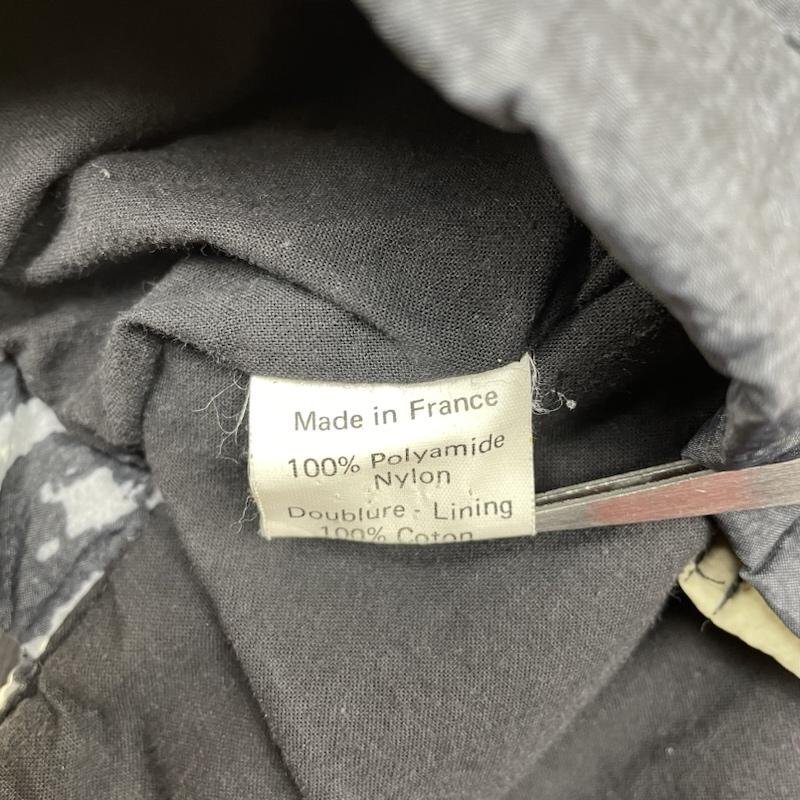 Made in France
100% Polyamide
Nylon
Doublure - Lining
100% Coton